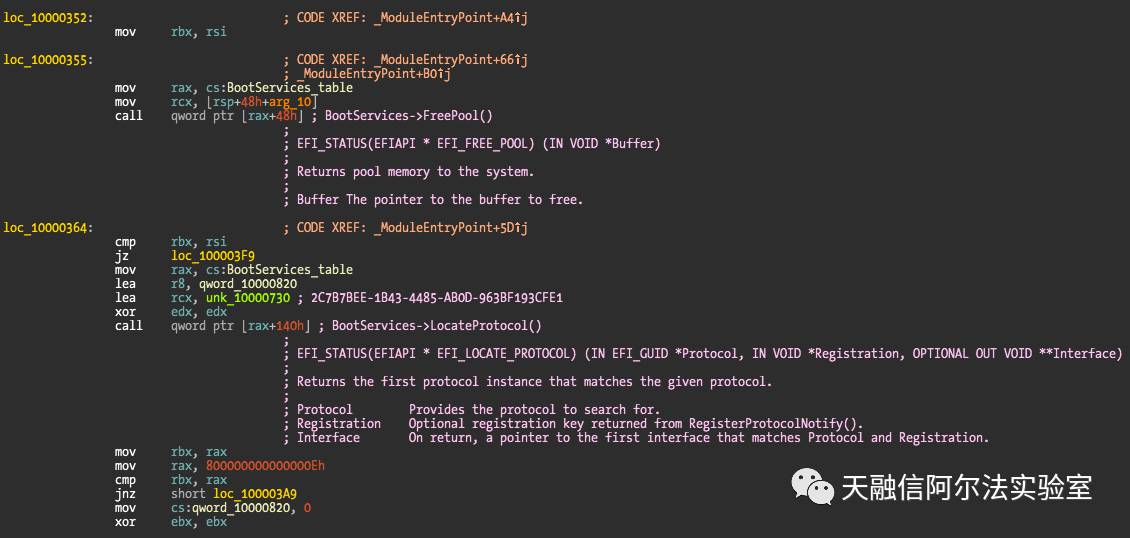 loc_10000352: ; CODE XREF: _ModuleEntryPoint+A4↑j
mov rbx, rsi
loc_10000355: ; CODE XREF: _ModuleEntryPoint+66↑j
; _ModuleEntryPoint+B0↑j
mov rax, cs:BootServices_table
mov rcx, [rsp+48h+arg_10]
call qword ptr [rax+48h] ; BootServices->FreePool()
;
; EFI_STATUS(EFIAPI * EFI_FREE_POOL) (IN VOID *Buffer)
;
; Returns pool memory to the system.
;
; Buffer The pointer to the buffer to free.
loc_10000364: ; CODE XREF: _ModuleEntryPoint+5D↑j
cmp rbx, rsi
jz loc_100003F9
mov rax, cs:BootServices_table
lea r8, qword_10000820
lea rcx, unk_10000730 ; 2C7B7BEE-1B43-4485-AB0D-963BF193CFE1
xor edx, edx
call qword ptr [rax+140h] ; BootServices->LocateProtocol()
;
; EFI_STATUS(EFIAPI * EFI_LOCATE_PROTOCOL) (IN EFI_GUID *Protocol, IN VOID *Registration, OPTIONAL OUT VOID **Interface)
;
; Returns the first protocol instance that matches the given protocol.
;
; Protocol Provides the protocol to search for.
; Registration Optional registration key returned from RegisterProtocolNotify().
; Interface On return, a pointer to the first interface that matches Protocol and Registration.
mov rbx, rax
mov rax, 800000000000000Eh
cmp rbx, rax
jnz short loc_100003A9
mov cs:qword_10000820, 0
xor ebx, ebx
天融信阿尔法实验室